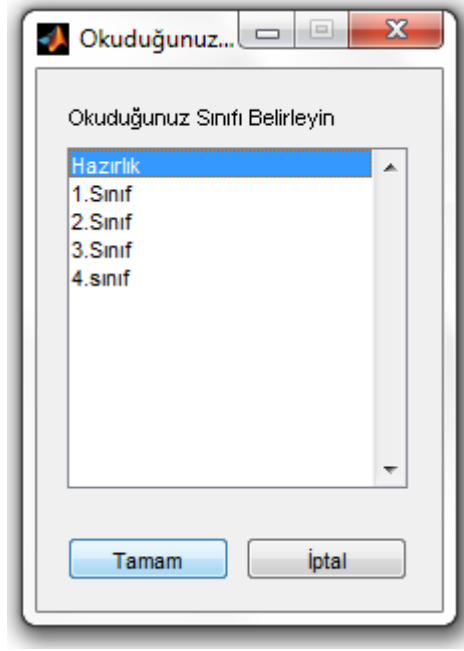 Okuduğunuz...
Okuduğunuz Sınıfı Belirleyin
Hazırlık
1.Sınıf
2.Sınıf
3.Sınıf
4.sınıf
Tamam
İptal